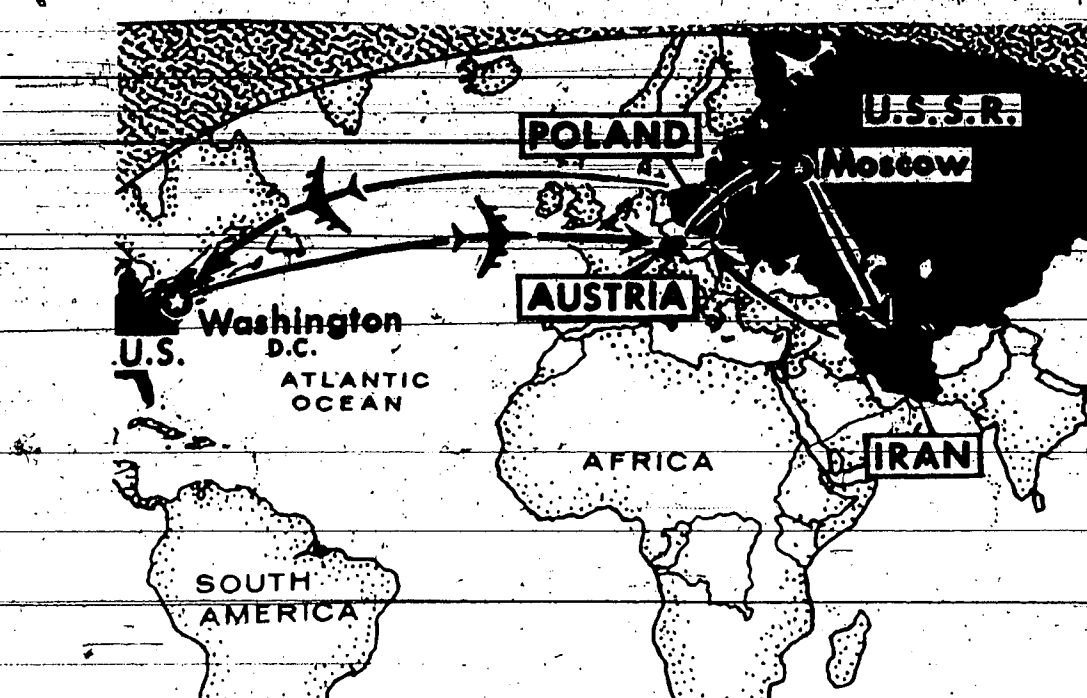 POLAND
U.S.S.R.
Moscow
AUSTRIA
Washington
D.C.
U.S.
ATLANTIC
OCEAN
AFRICA
IRAN
SOUTH
AMERICA